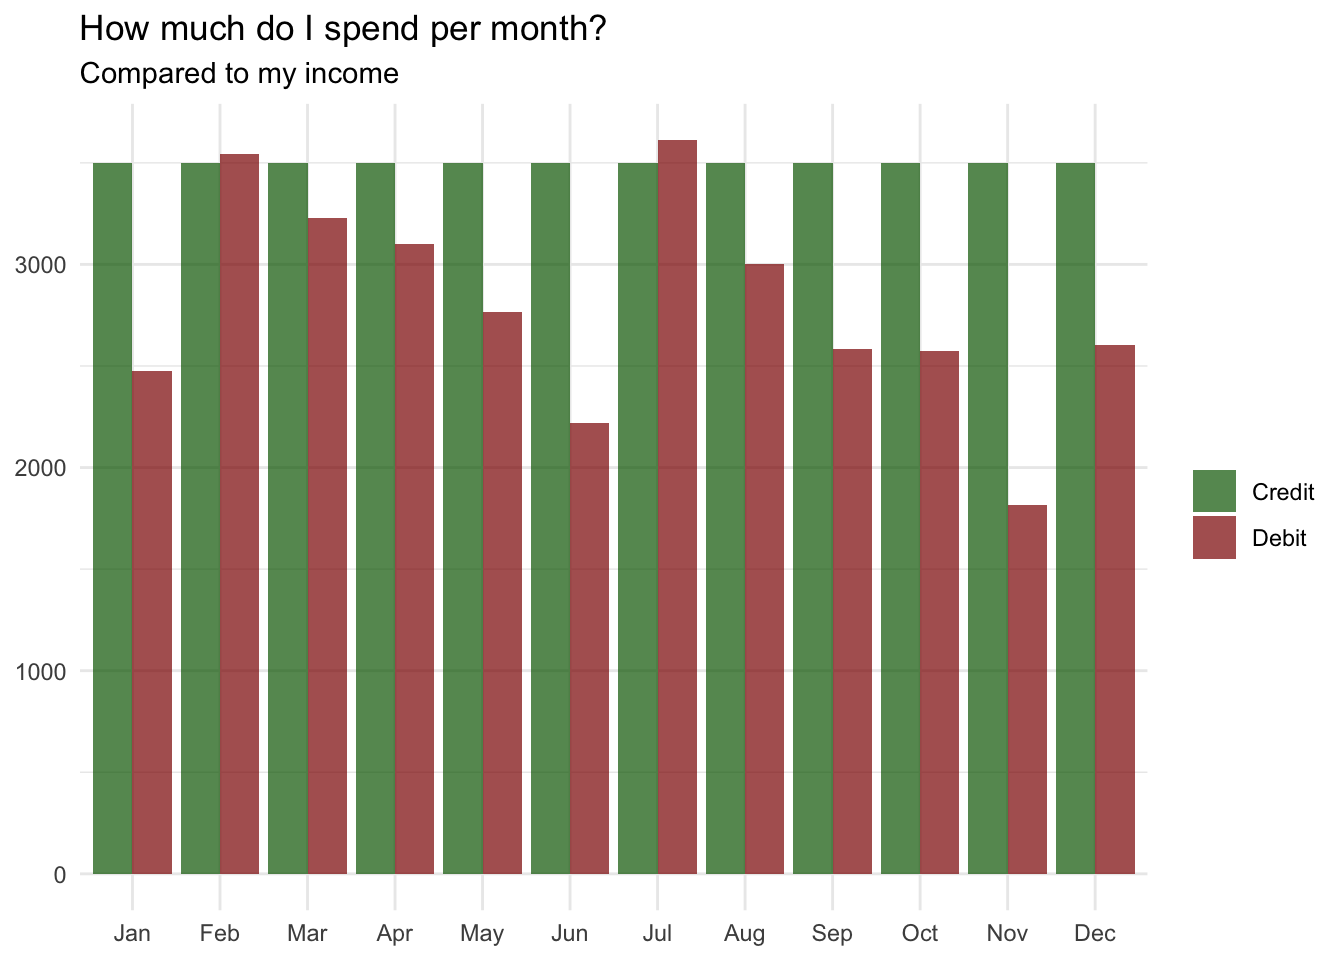 How much do I spend per month?
Compared to my income
3000
2000
1000
0
Jan Feb Mar Apr May Jun Jul Aug Sep Oct Nov Dec
Credit
Debit